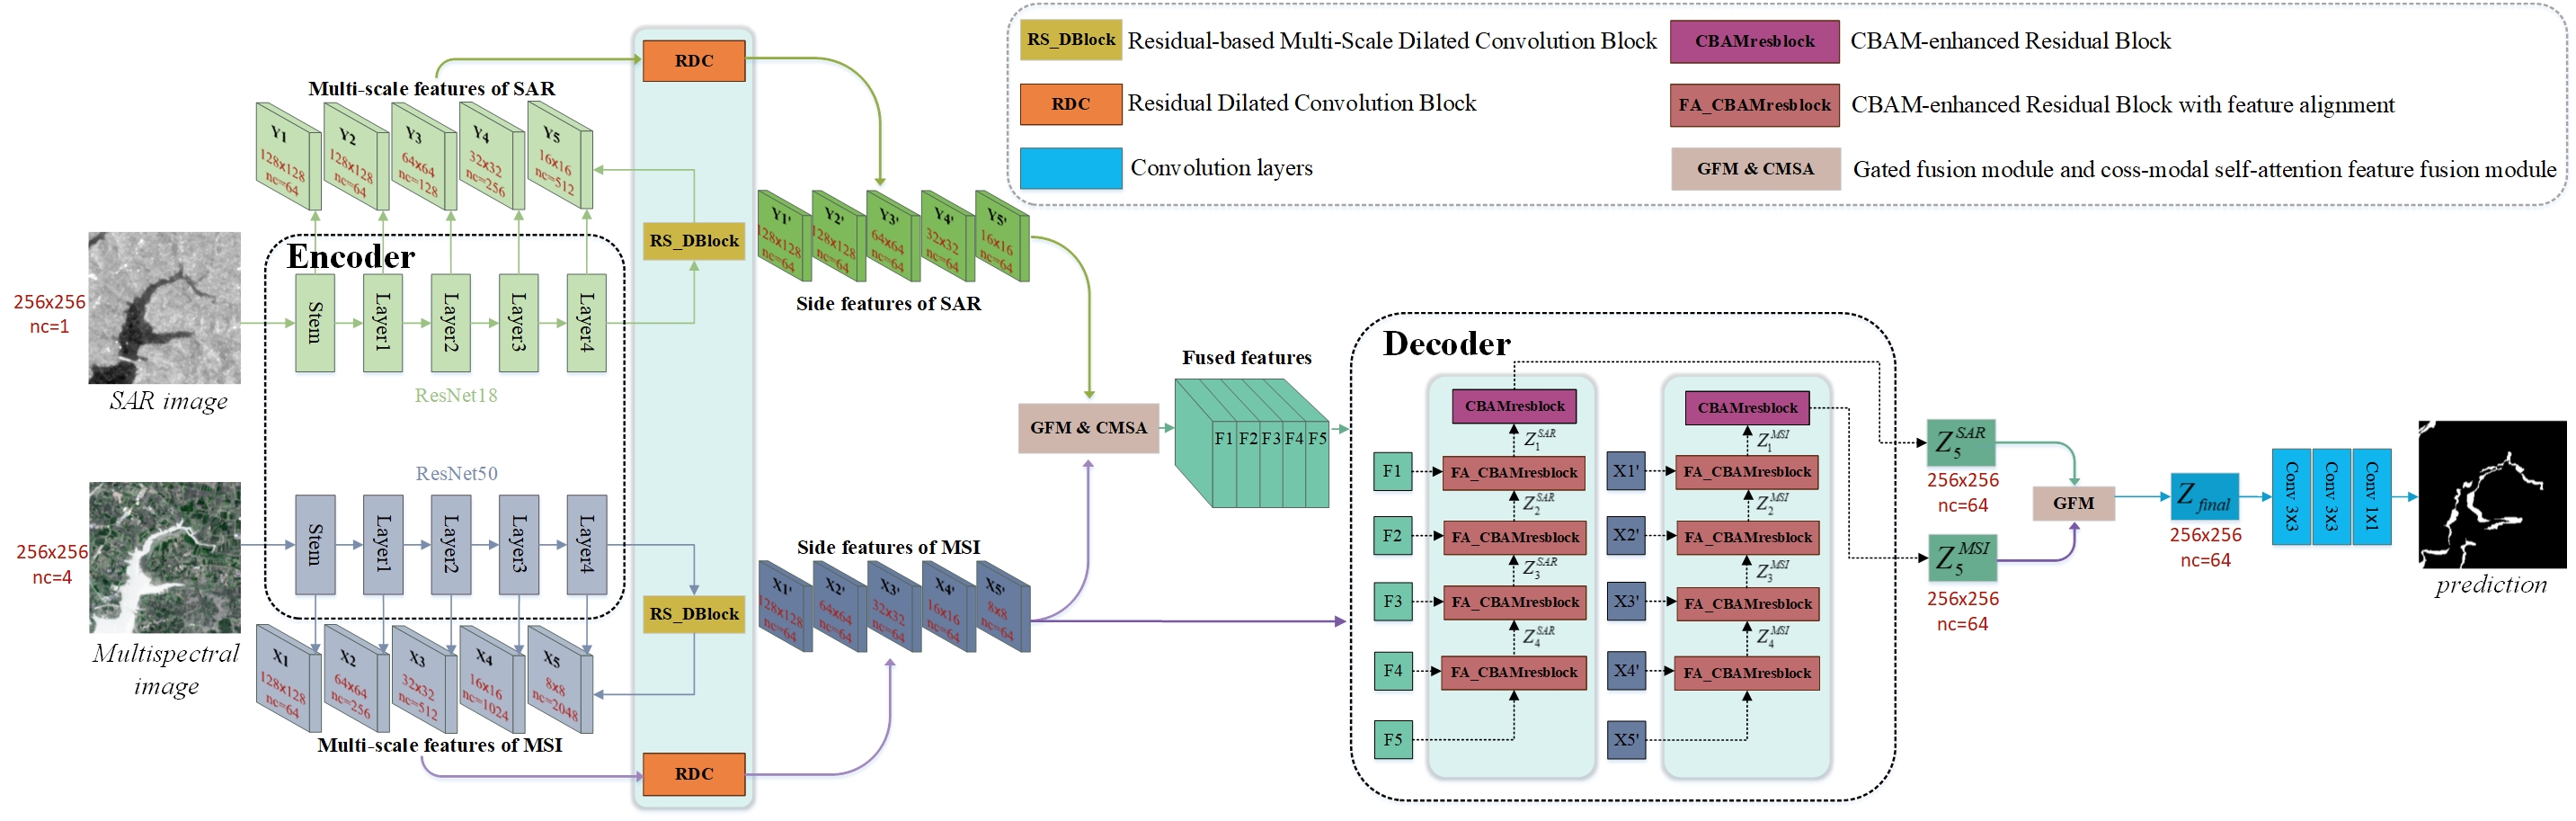 RS_DBlock
Residual-based Multi-Scale Dilated Convolution Block
CBAMresblock
CBAM-enhanced Residual Block
RDC
Residual Dilated Convolution Block
FA_CBAMresblock
CBAM-enhanced Residual Block with feature alignment
Convolution layers
GFM & CMSA
Gated fusion module and coss-modal self-attention feature fusion module
RDC
Multi-scale features of SAR
Y1
128x128
nc=64
Y2
128x128
nc=64
Y3
64x64
nc=128
Y4
32x32
nc=256
Y5
16x16
nc=512
RS_DBlock
Y1'
128x128
nc=64
Y2'
128x128
nc=64
Y3'
64x64
nc=64
Y4'
32x32
nc=64
Y5'
16x16
nc=64
Side features of SAR
Encoder
256x256
nc=1
SAR image
Stem
Layer1
Layer2
Layer3
Layer4
ResNet18
ResNet50
256x256
nc=4
Multispectral
image
Stem
Layer1
Layer2
Layer3
Layer4
X1
128x128
nc=64
X2
64x64
nc=256
X3
32x32
nc=512
X4
16x16
nc=1024
X5
8x8
nc=2048
Multi-scale features of MSI
RS_DBlock
RDC
Side features of MSI
X1'
128x128
nc=64
X2'
64x64
nc=64
X3'
32x32
nc=64
X4'
16x16
nc=64
X5'
8x8
nc=64
GFM & CMSA
Fused features
F1 F2 F3 F4 F5
Decoder
CBAMresblock
Z1^SAR
F1
FA_CBAMresblock
Z2^SAR
F2
FA_CBAMresblock
Z3^SAR
F3
FA_CBAMresblock
Z4^SAR
F4
FA_CBAMresblock
F5
CBAMresblock
Z1^MSI
X1'
FA_CBAMresblock
Z2^MSI
X2'
FA_CBAMresblock
Z3^MSI
X3'
FA_CBAMresblock
Z4^MSI
X4'
FA_CBAMresblock
X5'
Z5^SAR
256x256
nc=64
Z5^MSI
256x256
nc=64
GFM
Z final
256x256
nc=64
Conv 3X3
Conv 3X3
Conv 1X1
prediction